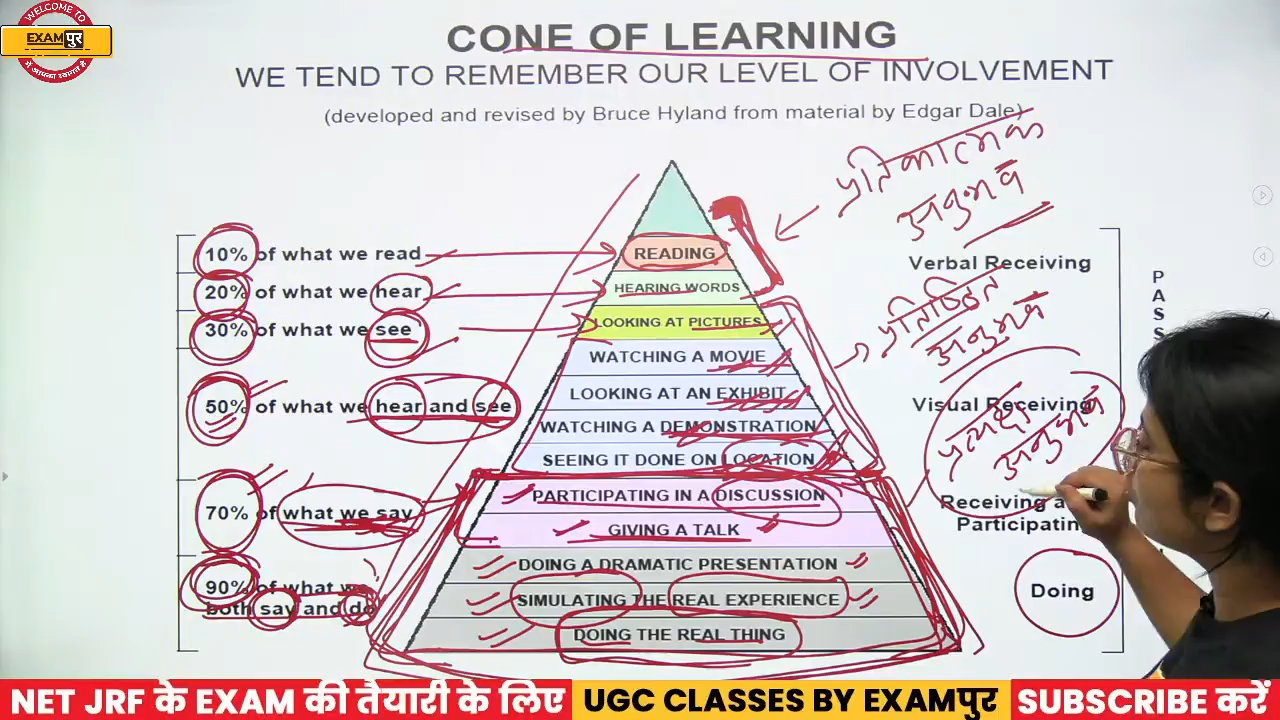 WELCOME TO
EXAMपुर
में आपका स्वागत है
CONE OF LEARNING
WE TEND TO REMEMBER OUR LEVEL OF INVOLVEMENT
(developed and revised by Bruce Hyland from material by Edgar Dale)
प्रतिकात्मक
अनुभव
10% of what we read
READING
Verbal Receiving
20% of what we hear
HEARING WORDS
30% of what we see
LOOKING AT PICTURES
प्रतिष्ठित
अनुभव
WATCHING A MOVIE
LOOKING AT AN EXHIBIT
50% of what we hear and see
Visual Receiving
WATCHING A DEMONSTRATION
प्रत्यक्ष
अनुभव
SEEING IT DONE ON LOCATION
70% of what we say
PARTICIPATING IN A DISCUSSION
Receiving a
Participatin
GIVING A TALK
DOING A DRAMATIC PRESENTATION
90% of what we
both say and do
SIMULATING THE REAL EXPERIENCE
Doing
DOING THE REAL THING
P
A
S
S
NET JRF के EXAM की तैयारी के लिए UGC CLASSES BY EXAMपुर SUBSCRIBE करें